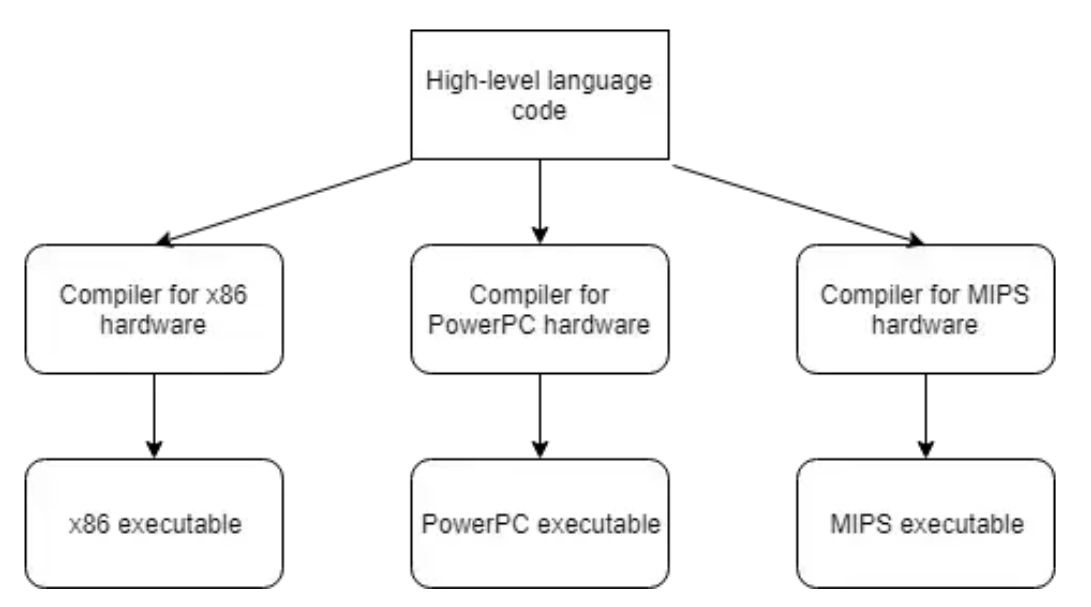 High-level language
code
Compiler for x86
hardware
Compiler for
PowerPC hardware
Compiler for MIPS
hardware
x86 executable
PowerPC executable
MIPS executable